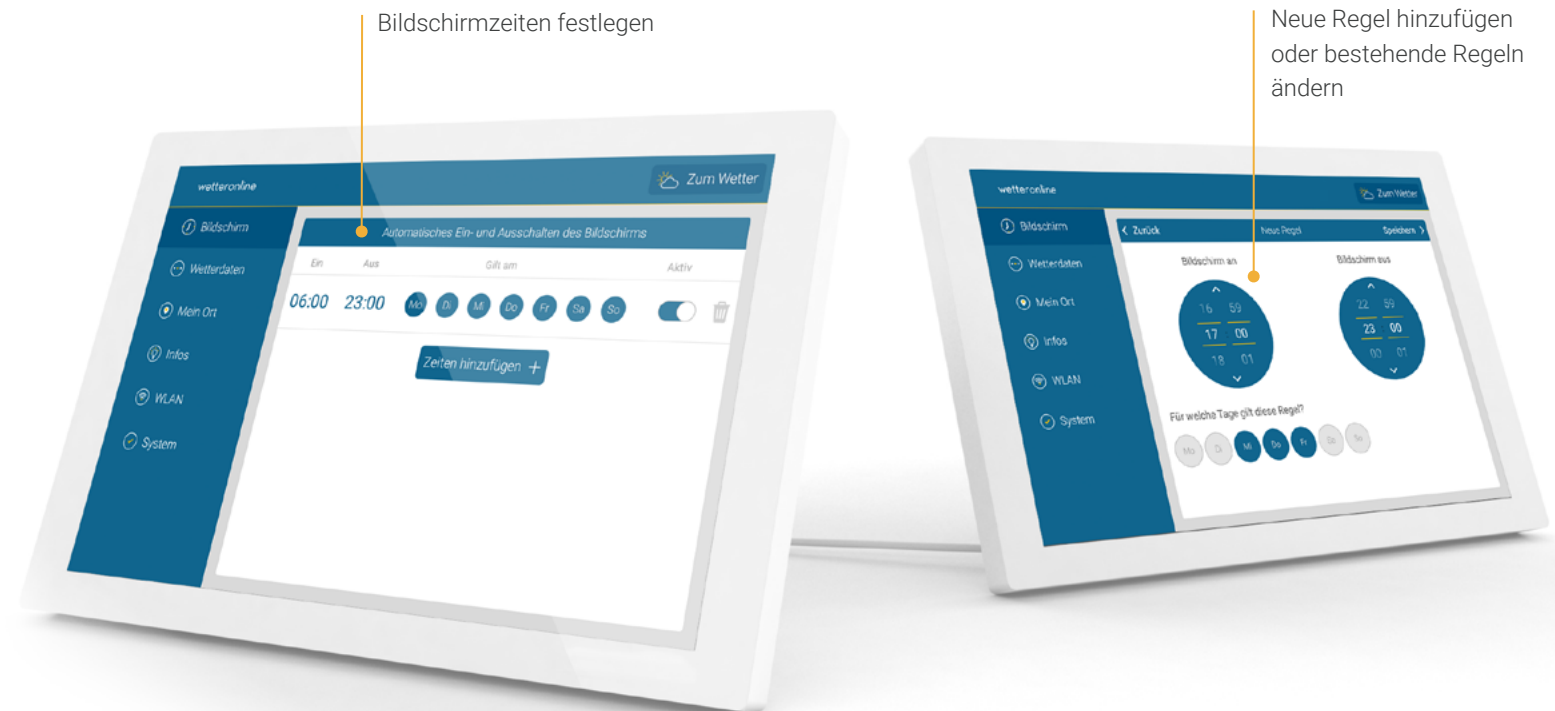 Bildschirmzeiten festlegen
Neue Regel hinzufügen
oder bestehende Regeln
ändern
wetteronline
Zum Wetter
Bildschirm
Wetterdaten
Mein Ort
Infos
WLAN
System
Automatisches Ein- und Ausschalten des Bildschirms
Ein Aus Gilt am Aktiv
06:00 23:00 Mo Di Mi Do Fr Sa So
Zeiten hinzufügen +
wetteronline
Zum Wetter
Bildschirm
Wetterdaten
Mein Ort
Infos
WLAN
System
< Zurück Neue Regel Speichern >
Bildschirm an Bildschirm aus
16 59 22 59
17 00 23 00
18 01 00 01
Für welche Tage gilt diese Regel?
Mo Di Mi Do Fr So